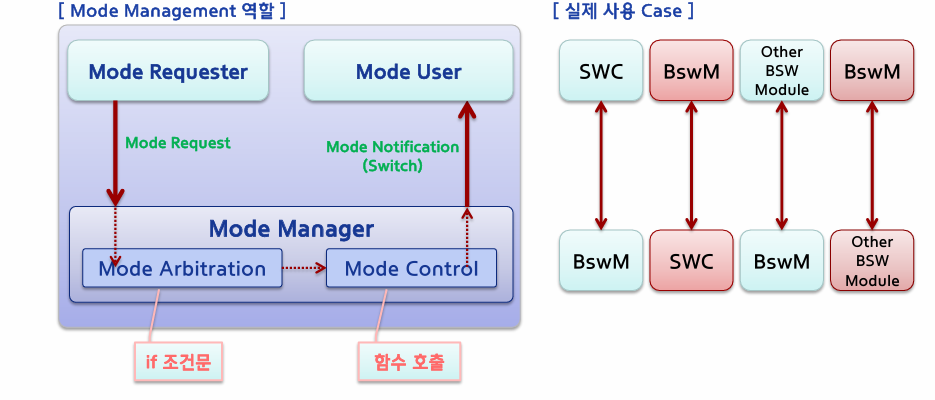 [ Mode Management 역할 ]
[ 실제 사용 Case ]
Mode Requester
Mode User
Mode Request
Mode Notification
(Switch)
Mode Manager
Mode Arbitration
Mode Control
if 조건문
함수 호출
SWC
BswM
Other
BSW
Module
BswM
BswM
SWC
BswM
Other
BSW
Module